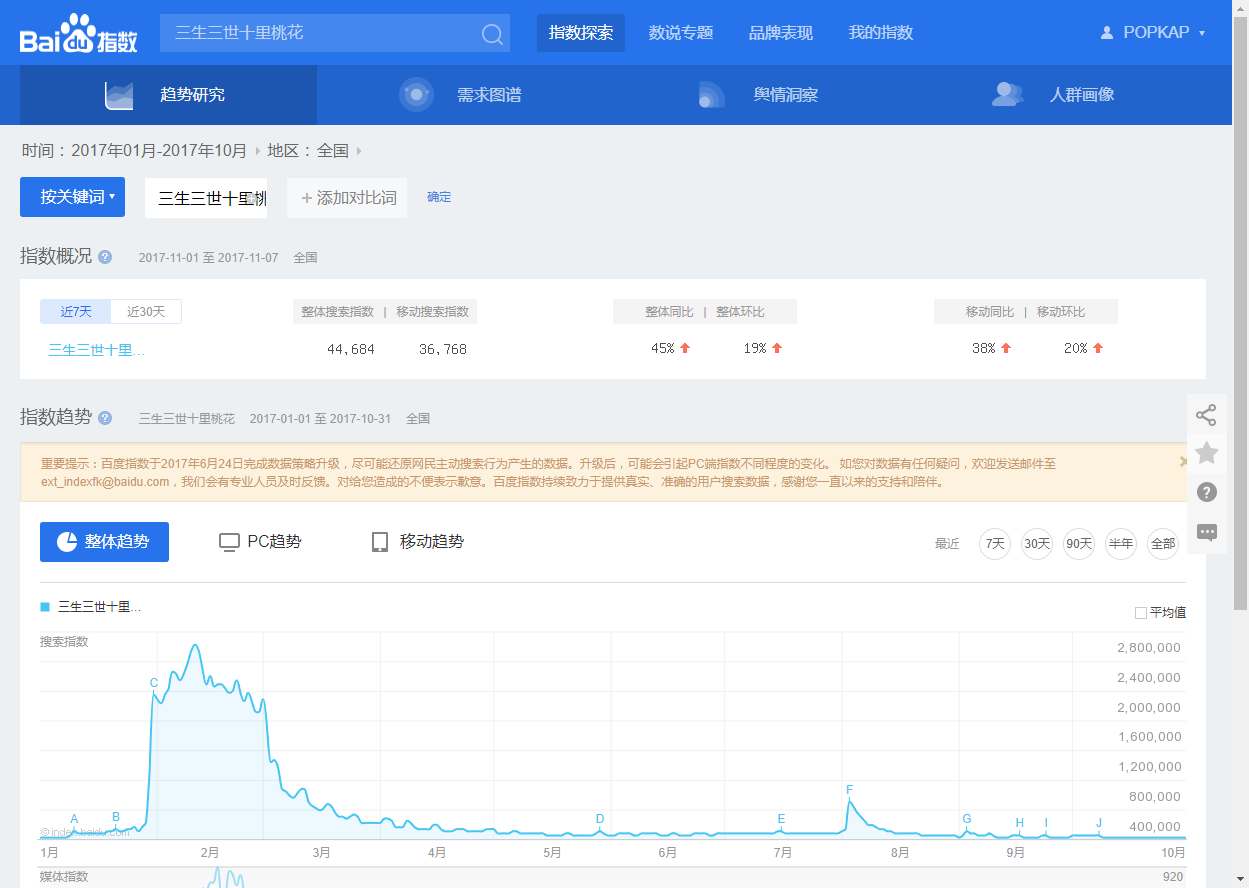 Bai du 指数 三生三世十里桃花 指数探索 数说专题 品牌表现 我的指数 POPKAP
趋势研究 需求图谱 舆情洞察 人群画像
时间：2017年01月-2017年10月 地区：全国
按关键词 三生三世十里桃 +添加对比词 确定
指数概况 ? 2017-11-01 至 2017-11-07 全国
近7天 近30天 整体搜索指数 | 移动搜索指数 整体同比 | 整体环比 移动同比 | 移动环比
三生三世十里... 44,684 36,768 45% 19% 38% 20%
指数趋势 ? 三生三世十里桃花 2017-01-01 至 2017-10-31 全国
重要提示：百度指数于2017年6月24日完成数据策略升级，尽可能还原网民主动搜索行为产生的数据。升级后，可能会引起PC端指数不同程度的变化。 如您对数据有任何疑问，欢迎发送邮件至
ext_indexfk@baidu.com，我们会有专业人员及时反馈。对给您造成的不便表示歉意。百度指数持续致力于提供真实、准确的用户搜索数据，感谢您一直以来的支持和陪伴。
整体趋势 PC趋势 移动趋势 最近 7天 30天 90天 半年 全部
三生三世十里...
平均值
搜索指数
2,800,000
2,400,000
2,000,000
1,600,000
1,200,000
800,000
400,000
A B C D E F G H I J
© index.baidu.com
1月 2月 3月 4月 5月 6月 7月 8月 9月 10月
媒体指数 920